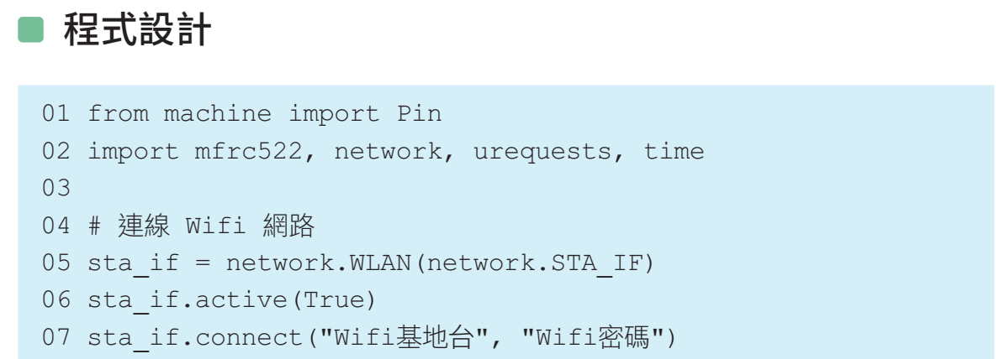 程式設計
01 from machine import Pin
02 import mfrc522, network, urequests, time
03
04 # 連線 Wifi 網路
05 sta_if = network.WLAN(network.STA_IF)
06 sta_if.active(True)
07 sta_if.connect("Wifi基地台", "Wifi密碼")